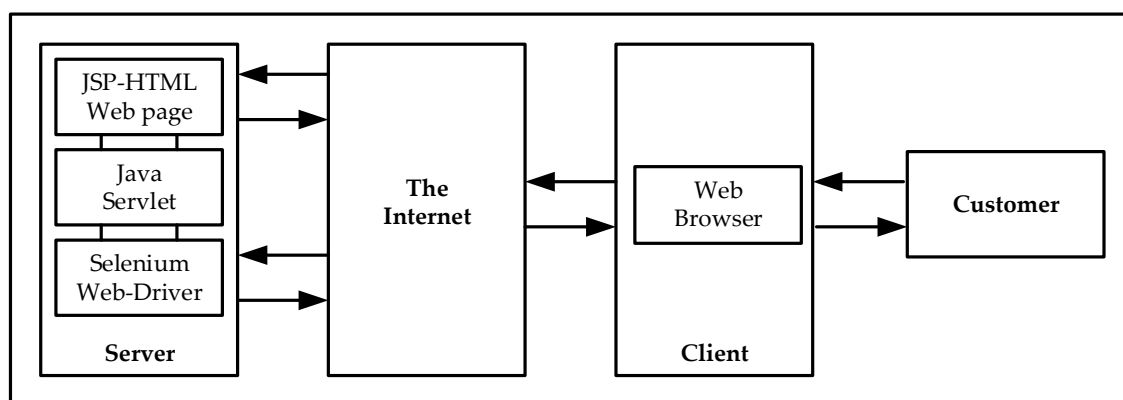 JSP-HTML
Web page
Java
Servlet
Selenium
Web-Driver
Server
The
Internet
Web
Browser
Client
Customer